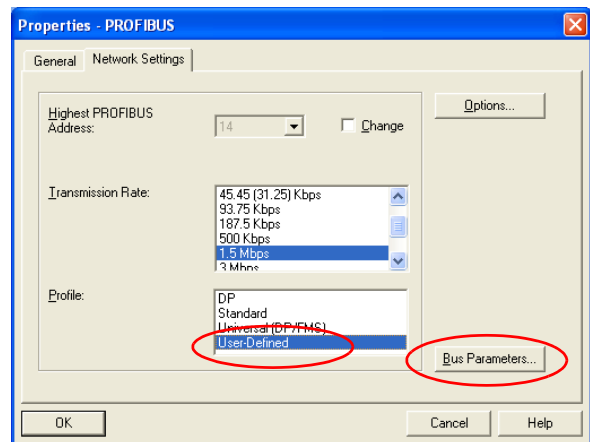 Properties - PROFIBUS
General Network Settings
Highest PROFIBUS
Address:
14
Change
Options...
Transmission Rate:
45.45 (31.25) Kbps
93.75 Kbps
187.5 Kbps
500 Kbps
1.5 Mbps
3 Mbps
Profile:
DP
Standard
Universal (DP/FMS)
User-Defined
Bus Parameters...
OK
Cancel
Help